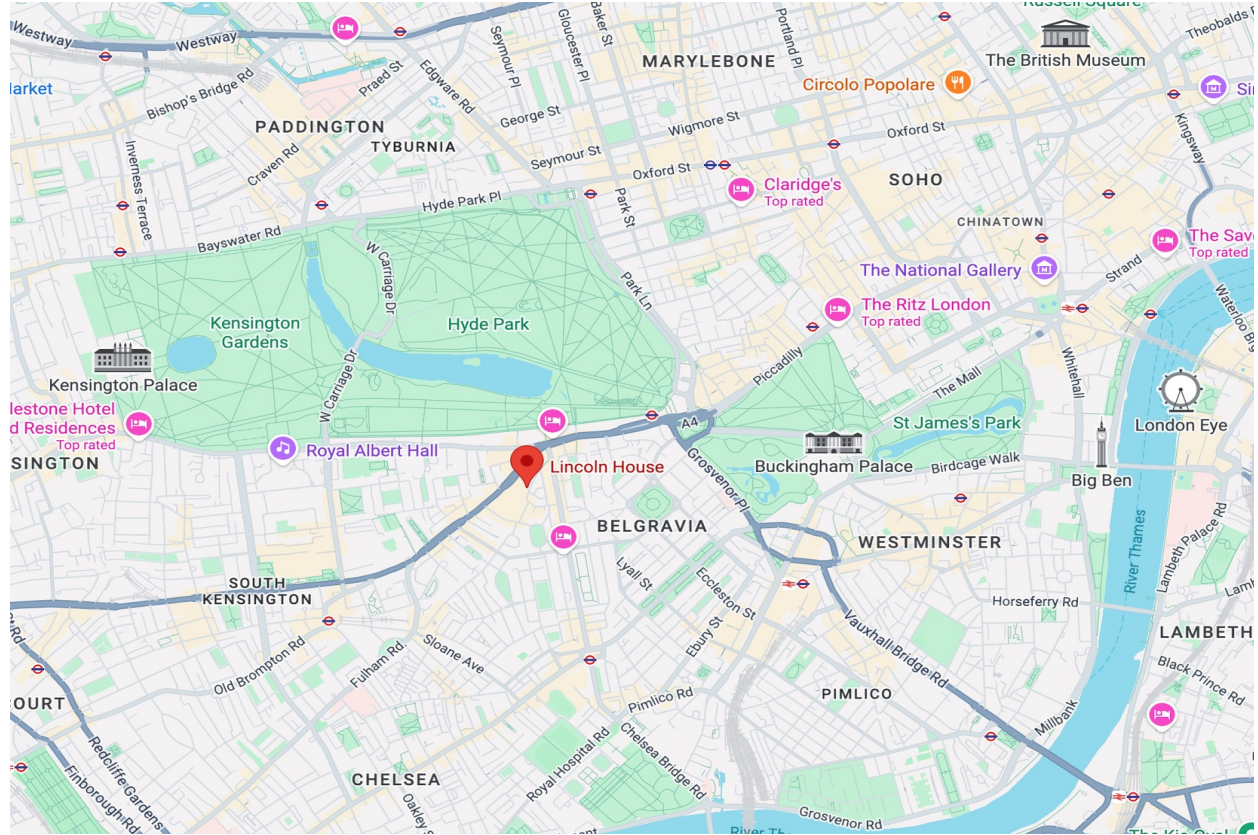 Russell Square
Westway
Westway
Baker St
Gloucester Pl
Seymour Pl
Portland Pl
Theobalds
The British Museum
MARYLEBONE
Circolo Popolare
arket
Bishop's Bridge Rd
Praed St
Edgware Rd
George St
Wigmore St
Oxford St
Kingsway
PADDINGTON
TYBURNIA
Inverness Terrace
Craven Rd
Seymour St
Oxford St
SOHO
Claridge's
Top rated
Hyde Park Pl
Park St
CHINATOWN
Bayswater Rd
W Carriage Dr
The National Gallery
Strand
Top rated
Park Ln
The Ritz London
Top rated
Waterloo
Kensington
Gardens
Hyde Park
Kensington Palace
W Carriage Dr
Piccadilly
The Mall
Whitehall
London Eye
lestone Hotel
d Residences
Top rated
SINGTON
Royal Albert Hall
A4
St James's Park
Lincoln House
Grosvenor Pl
Buckingham Palace
Birdcage Walk
Big Ben
BELGRAVIA
WESTMINSTER
River Thames
Lambeth Palace Rd
SOUTH
KENSINGTON
Lyall St
Eccleston St
Horseferry Rd
Ebury St
Vauxhall Bridge Rd
LAMBETH
Old Brompton Rd
Fulham Rd.
Sloane Ave
Black Prince Rd
OURT
Pimlico Rd
PIMLICO
Millbank
Redcliffe Gardens
Finborough Rd
CHELSEA
Royal Hospital Rd
Chelsea Bridge Rd
Grosvenor Rd